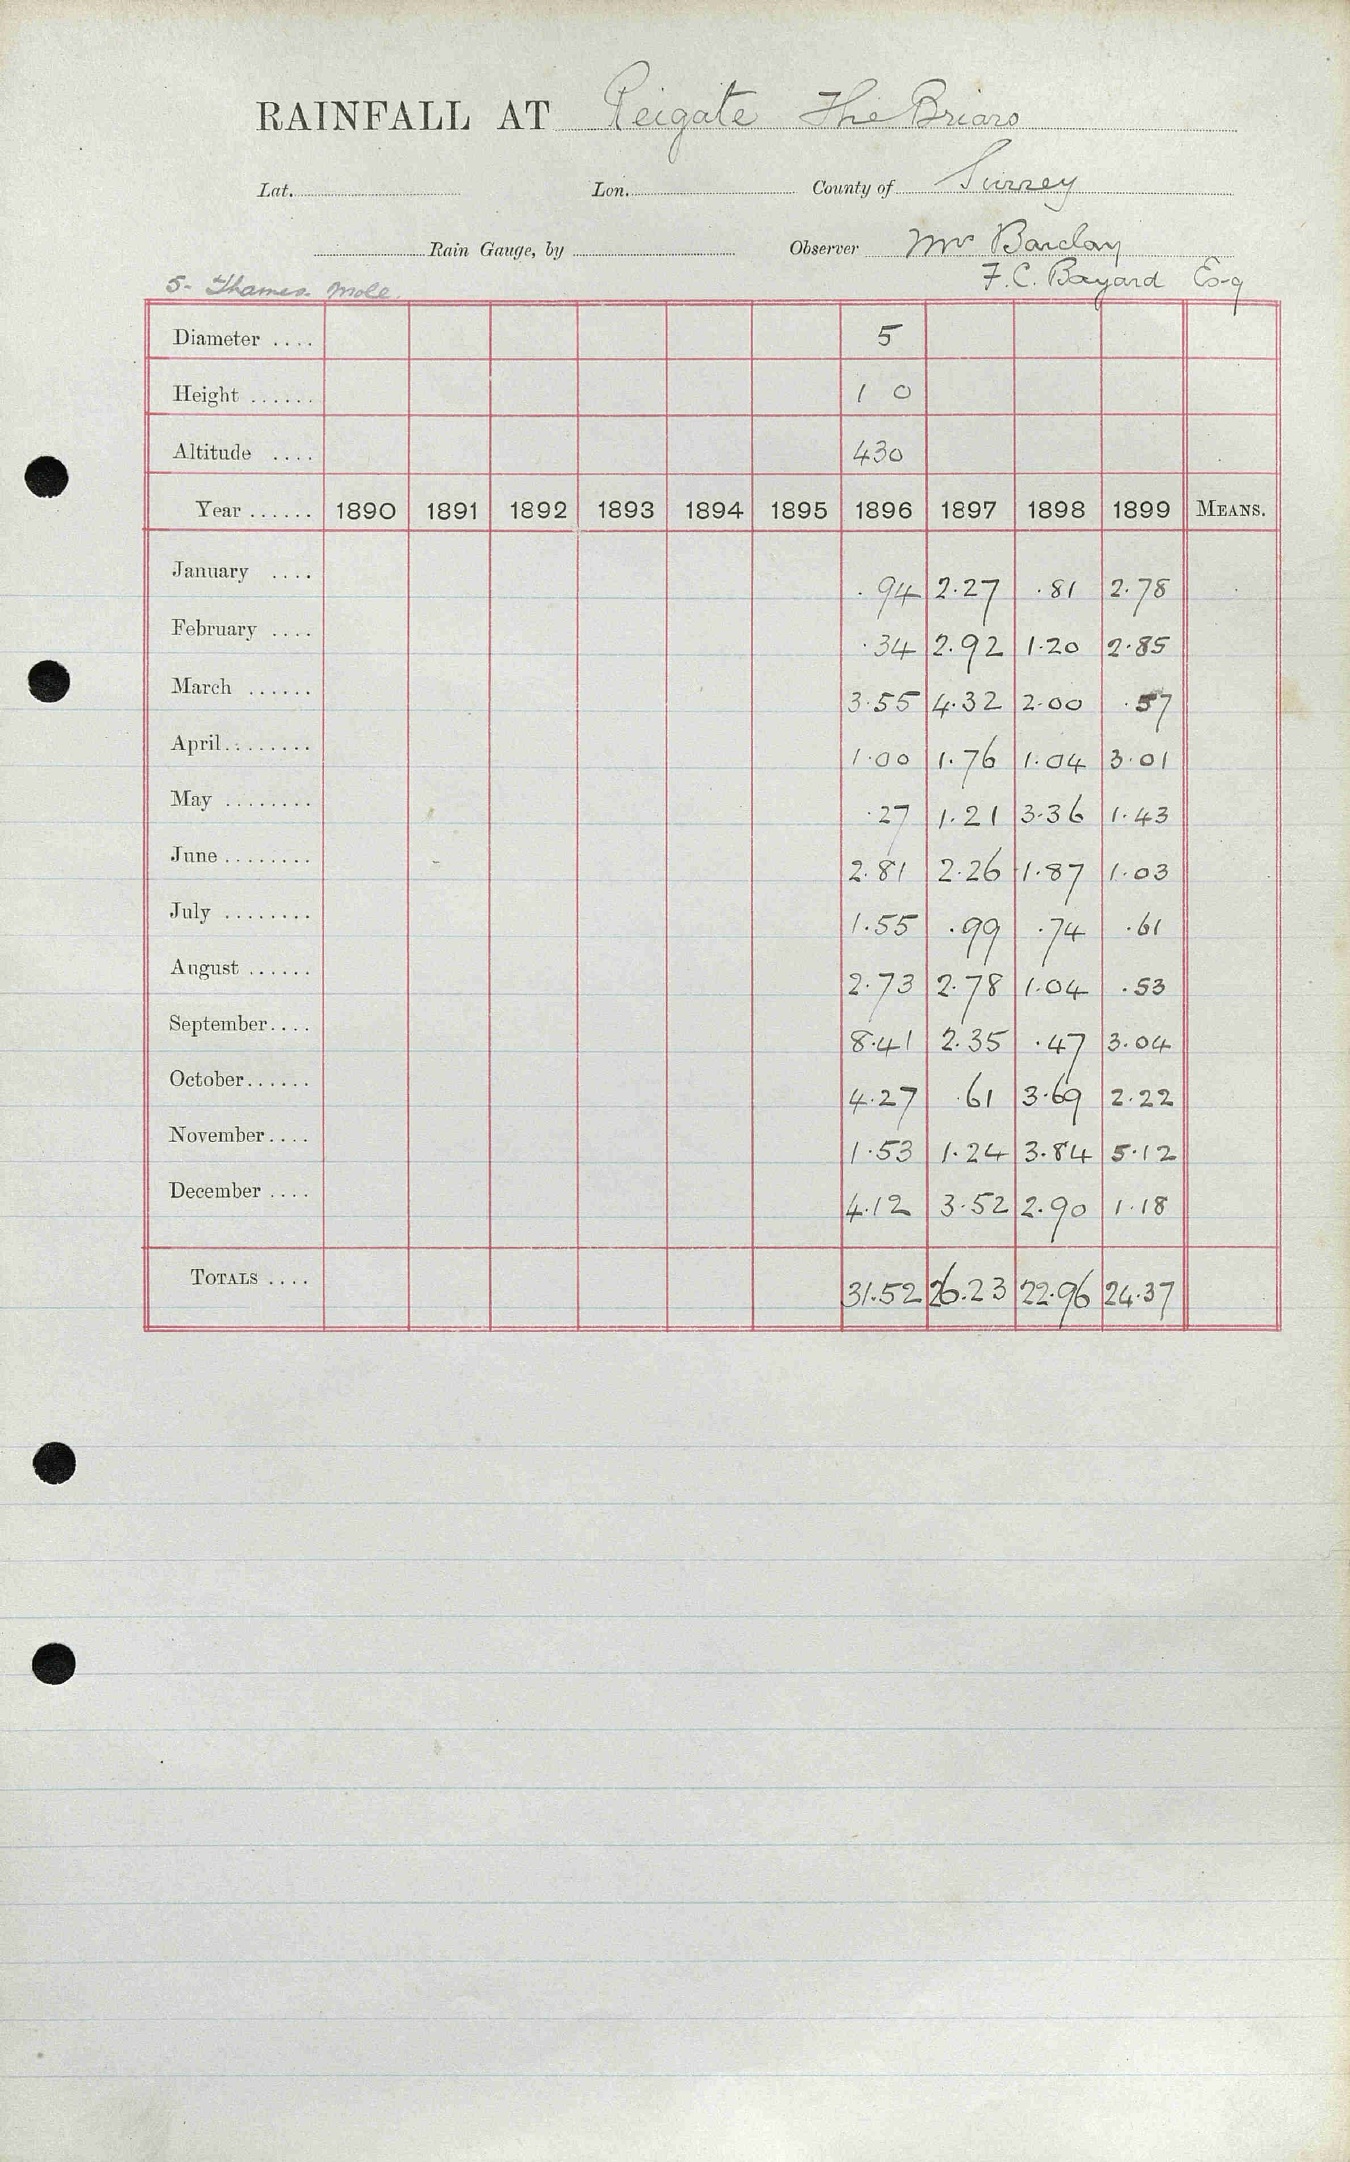 RAINFALL AT Reigate The Briars
Lat. Lon. County of Surrey
Rain Gauge, by Observer Mrs Barclay
F. C. Bayard Esq
5- Thames. Mole.
Diameter .... 5
Height ...... 1 0
Altitude .... 430
Year ...... 1890 1891 1892 1893 1894 1895 1896 1897 1898 1899 MEANS.
January .... .94 2.27 .81 2.78
February .... .34 2.92 1.20 2.85
March ...... 3.55 4.32 2.00 .57
April ........ 1.00 1.76 1.04 3.01
May ........ .27 1.21 3.36 1.43
June ........ 2.81 2.26 1.87 1.03
July ........ 1.55 .99 .74 .61
August ...... 2.73 2.78 1.04 .53
September .... 8.41 2.35 .47 3.04
October ...... 4.27 .61 3.69 2.22
November .... 1.53 1.24 3.84 5.12
December .... 4.12 3.52 2.90 1.18
TOTALS .... 31.52 26.23 22.96 24.37